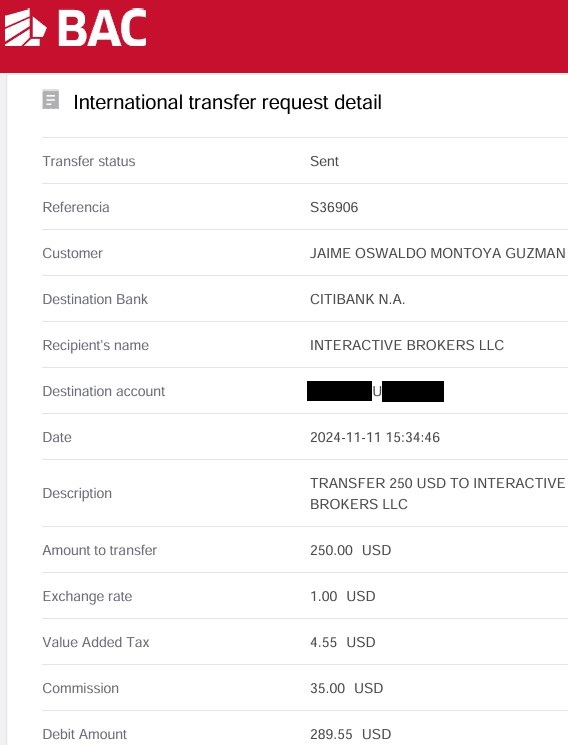 BAC
International transfer request detail
Transfer status Sent
Referencia S36906
Customer JAIME OSWALDO MONTOYA GUZMAN
Destination Bank CITIBANK N.A.
Recipient's name INTERACTIVE BROKERS LLC
Destination account U
Date 2024-11-11 15:34:46
Description TRANSFER 250 USD TO INTERACTIVE
BROKERS LLC
Amount to transfer 250.00 USD
Exchange rate 1.00 USD
Value Added Tax 4.55 USD
Commission 35.00 USD
Debit Amount 289.55 USD